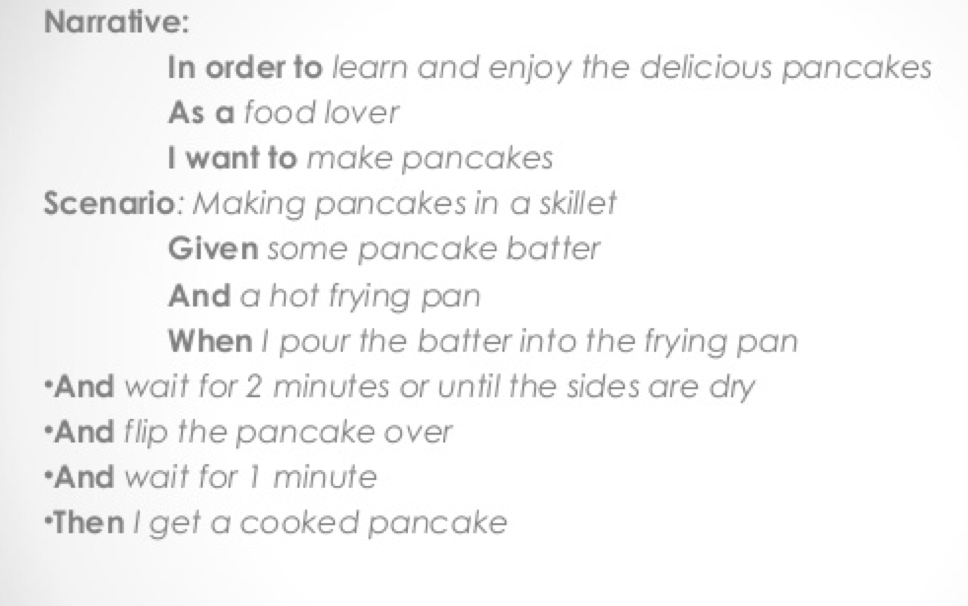 Narrative:
In order to learn and enjoy the delicious pancakes
As a food lover
I want to make pancakes
Scenario: Making pancakes in a skillet
Given some pancake batter
And a hot frying pan
When I pour the batter into the frying pan
•And wait for 2 minutes or until the sides are dry
•And flip the pancake over
•And wait for 1 minute
•Then I get a cooked pancake